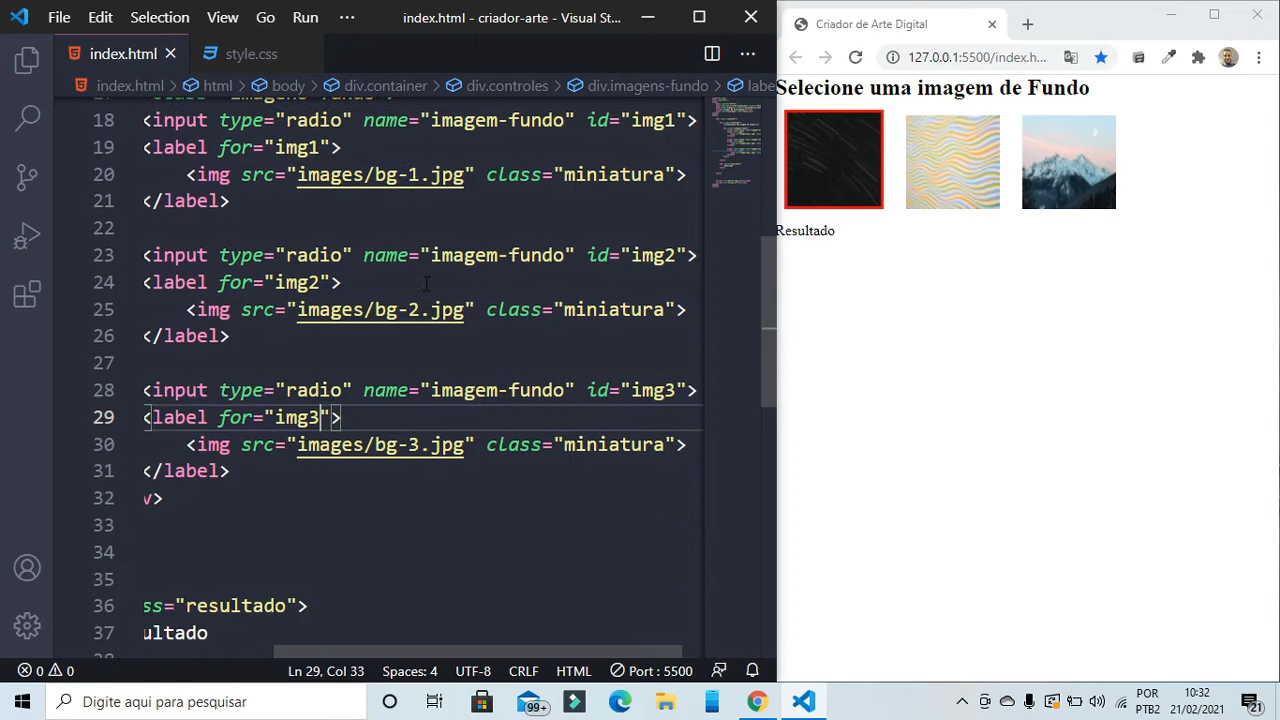 File Edit Selection View Go Run ··· index.html - criador-arte - Visual St...
index.html style.css
index.html html body div.container div.controles div.imagens-fundo labe
18 <input type="radio" name="imagem-fundo" id="img1">
19 <label for="img1">
20 <img src="images/bg-1.jpg" class="miniatura">
21 </label>
22
23 <input type="radio" name="imagem-fundo" id="img2">
24 <label for="img2">
25 <img src="images/bg-2.jpg" class="miniatura">
26 </label>
27
28 <input type="radio" name="imagem-fundo" id="img3">
29 <label for="img3">
30 <img src="images/bg-3.jpg" class="miniatura">
31 </label>
32 v>
33
34
35
36 ss="resultado">
37 ultado
0 0 Ln 29, Col 33 Spaces: 4 UTF-8 CRLF HTML Port : 5500
Criador de Arte Digital
127.0.0.1:5500/index.h...
Selecione uma imagem de Fundo
Resultado
Digite aqui para pesquisar
99+
POR
PTB2
10:32
21/02/2021
21